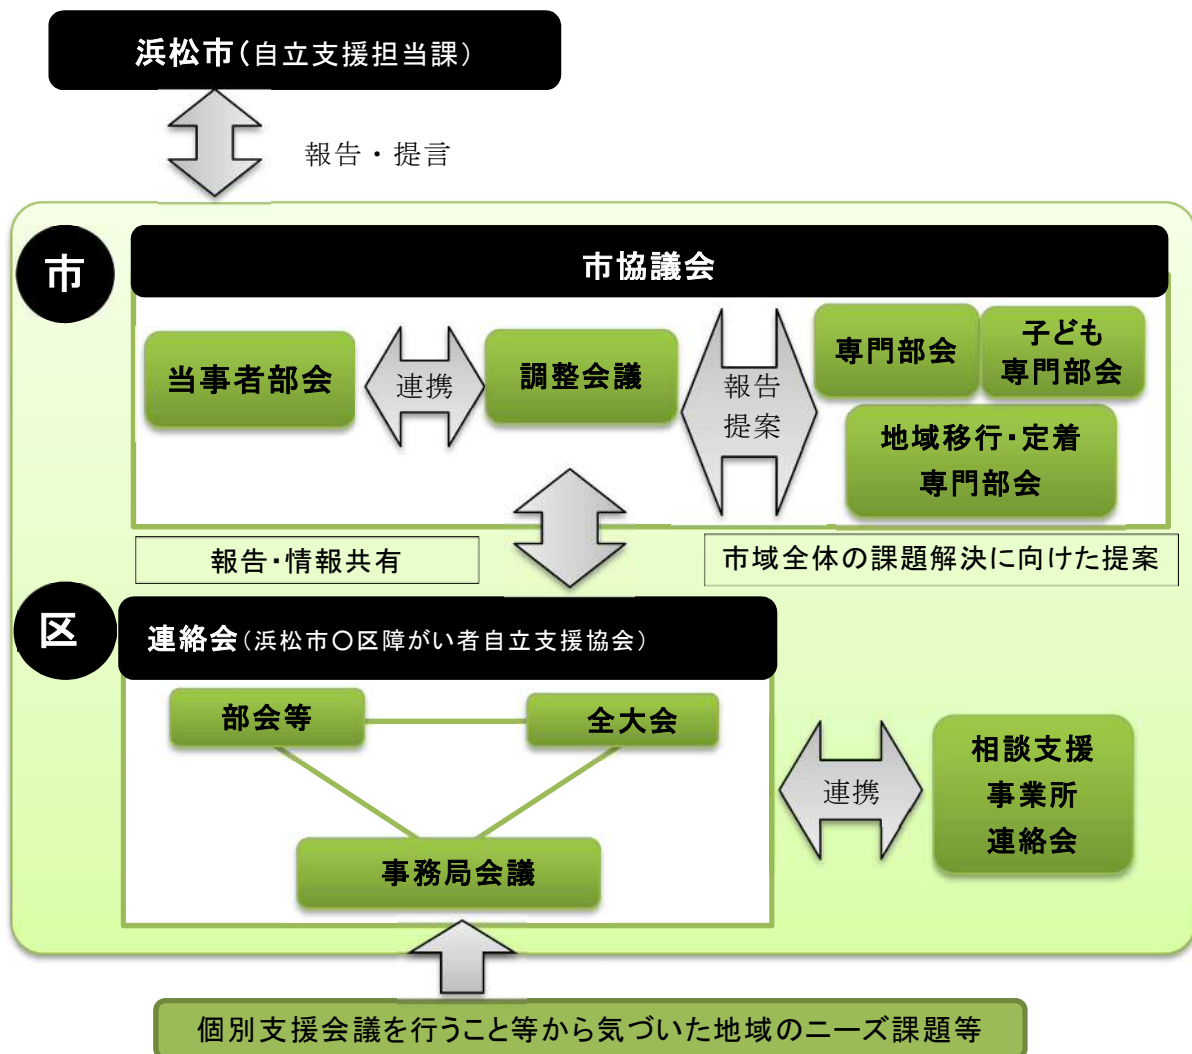 浜松市(自立支援担当課)
報告・提言
市
市協議会
当事者部会
連携
調整会議
報告
提案
専門部会
子ども
専門部会
地域移行・定着
専門部会
報告・情報共有
市域全体の課題解決に向けた提案
区
連絡会(浜松市〇区障がい者自立支援協会)
部会等
全大会
事務局会議
連携
相談支援
事業所
連絡会
個別支援会議を行うこと等から気づいた地域のニーズ課題等